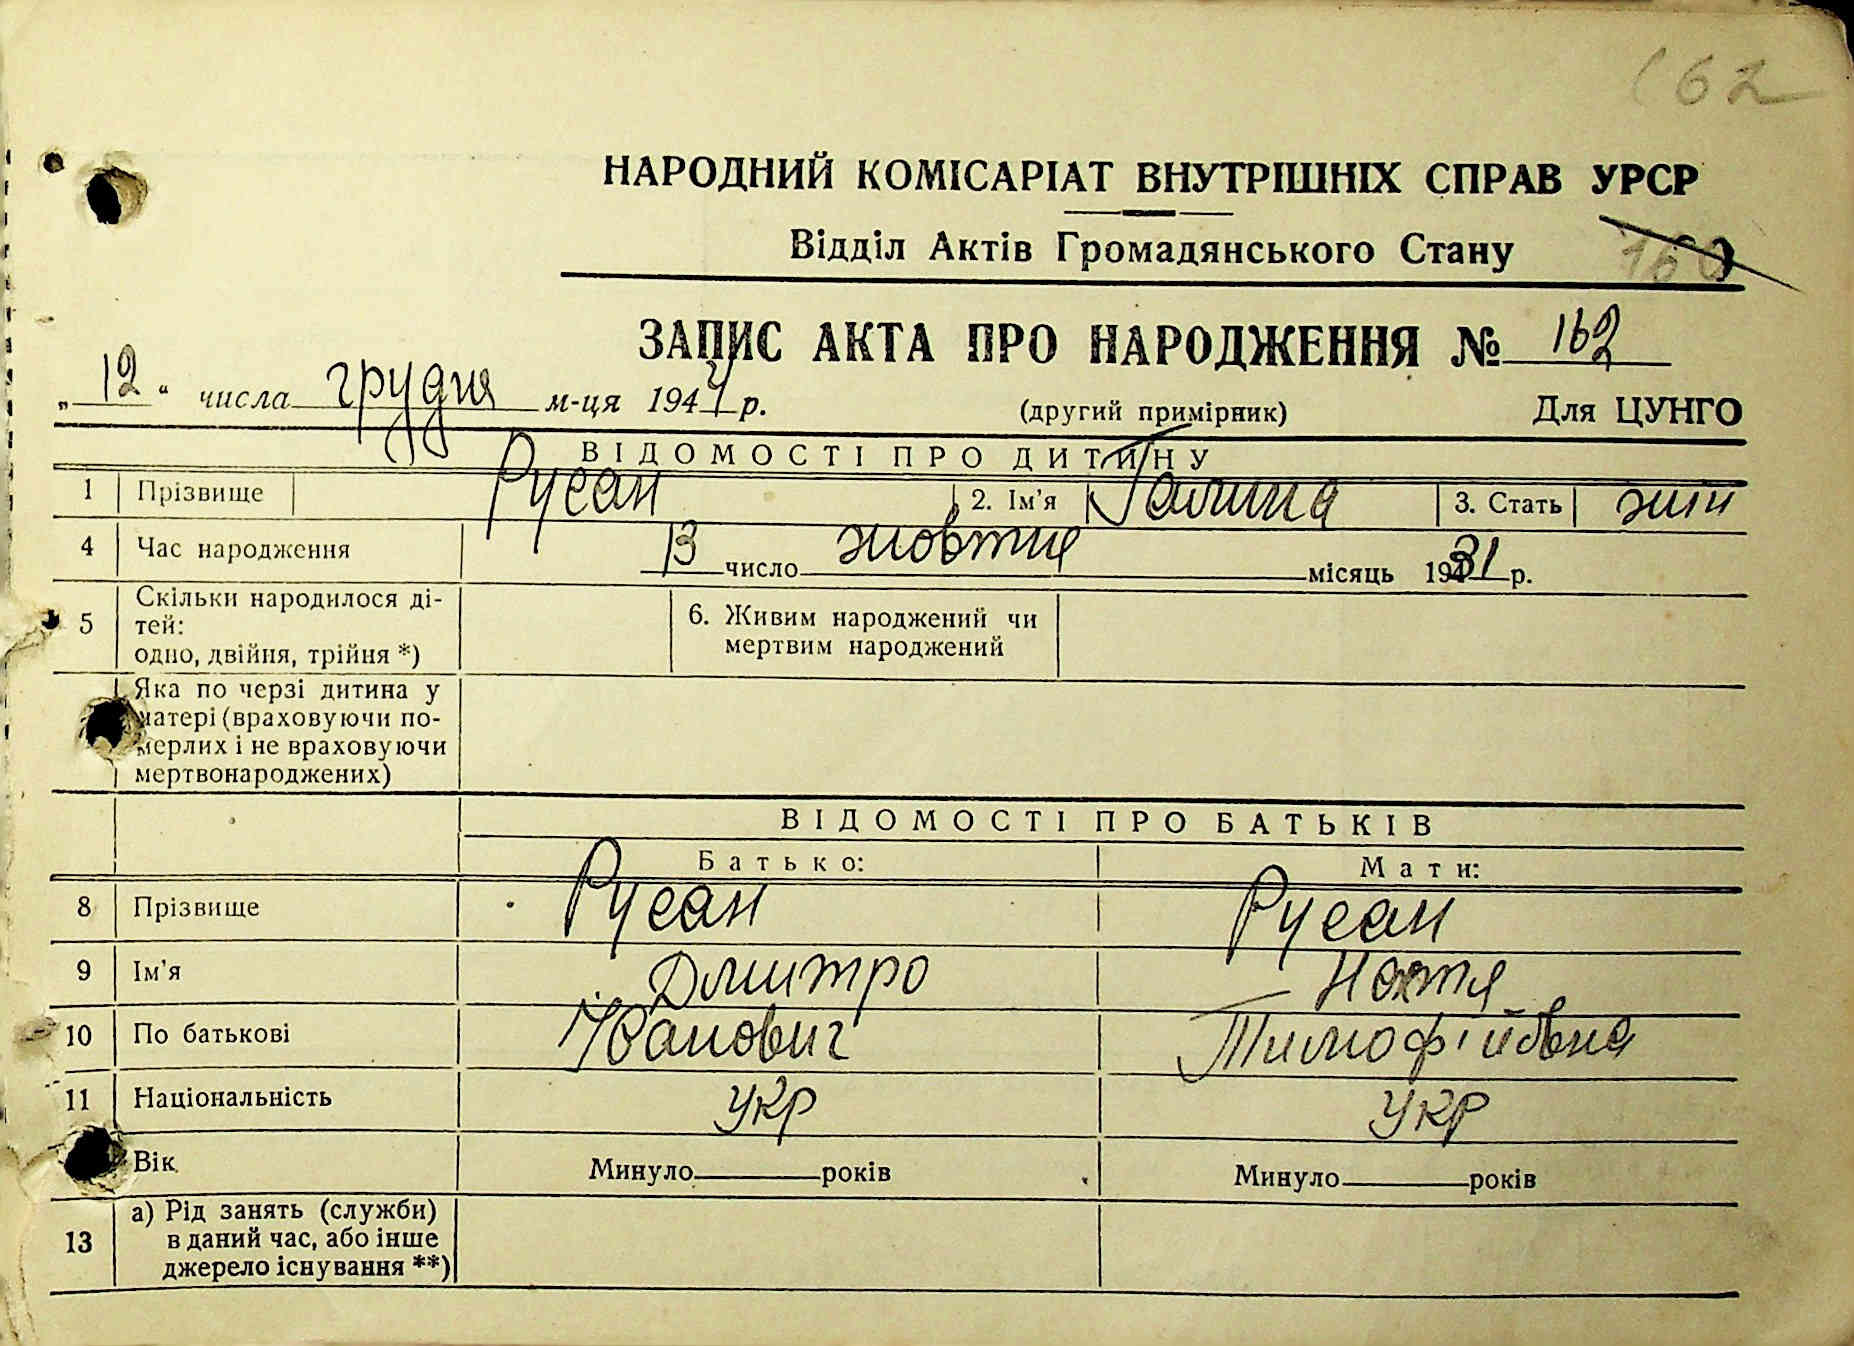 162
НАРОДНИЙ КОМІСАРІАТ ВНУТРІШНІХ СПРАВ УРСР
Відділ Актів Громадянського Стану
ЗАПИС АКТА ПРО НАРОДЖЕННЯ № 162
„12“ числа грудня м-ця 1944 р. (другий примірник) Для ЦУНГО
ВІДОМОСТІ ПРО ДИТИНУ
1 Прізвище Русан 2. Ім'я Галина 3. Стать жін
4 Час народження 13 число жовтня місяць 1931 р.
5 Скільки народилося ді-
тей:
одно, двійня, трійня *)
6. Живим народжений чи
мертвим народжений
Яка по черзі дитина у
матері (враховуючи по-
мерлих і не враховуючи
мертвонароджених)
ВІДОМОСТІ ПРО БАТЬКІВ
Батько: Мати:
8 Прізвище Русан Русан
9 Ім'я Дмитро Настя
10 По батькові Іванович Тимофіївна
11 Національність укр укр
Вік Минуло років Минуло років
13 а) Рід занять (служби)
в даний час, або інше
джерело існування **)